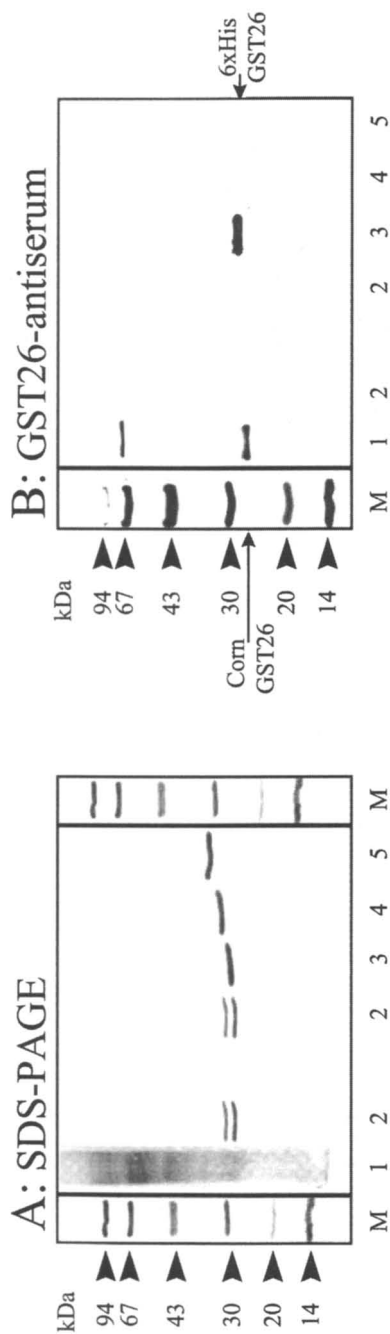 A: SDS-PAGE
kDa
94
67
43
30
20
14
M 1 2 2 3 4 5 M
B: GST26-antiserum
kDa
94
67
43
30
Corn
GST26
20
14
6xHis
GST26
M 1 2 2 3 4 5